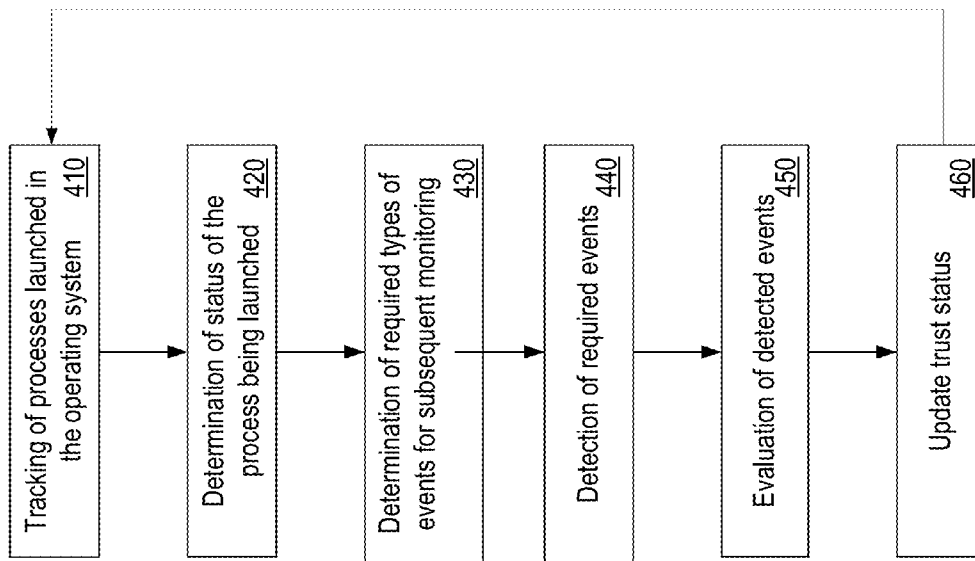 Tracking of processes launched in
the operating system
410
Determination of status of the
process being launched
420
Determination of required types of
events for subsequent monitoring
430
Detection of required events
440
Evaluation of detected events
450
Update trust status
460